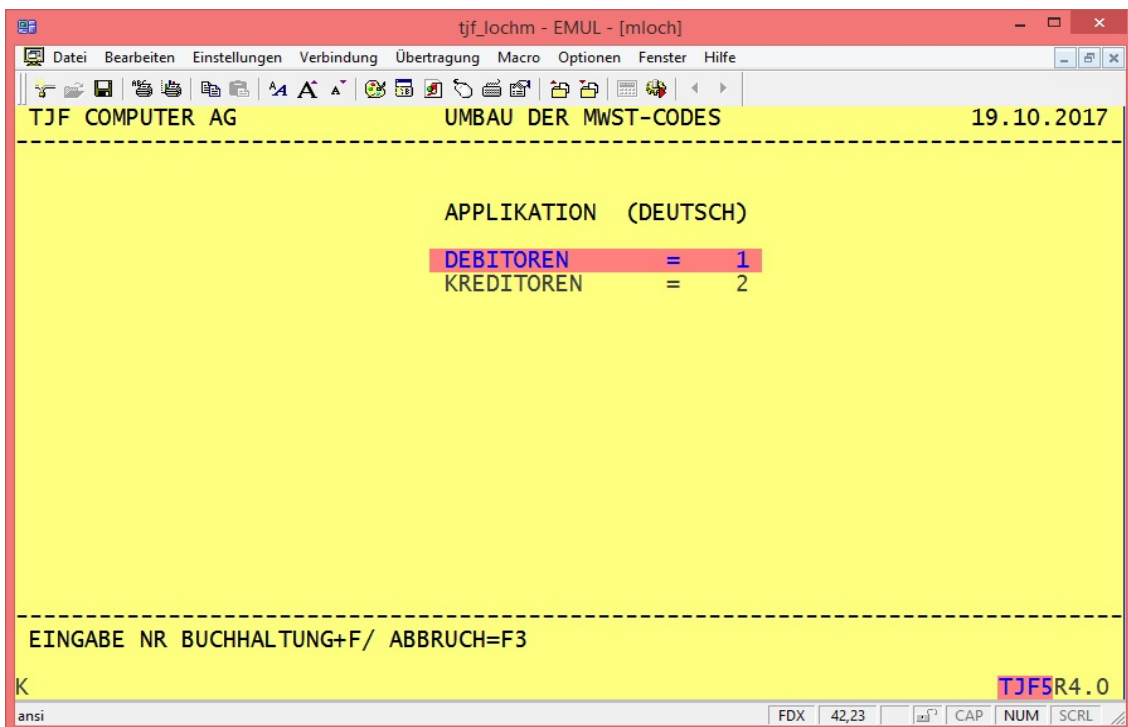 tjf_lochm - EMUL - [mloch]
Datei Bearbeiten Einstellungen Verbindung Übertragung Macro Optionen Fenster Hilfe
TJF COMPUTER AG UMBAU DER MWST-CODES 19.10.2017
APPLIKATION (DEUTSCH)
DEBITOREN = 1
KREDITOREN = 2
EINGABE NR BUCHHALTUNG+F/ ABBRUCH=F3
K TJF5R4.0
ansi FDX 42,23 CAP NUM SCRL